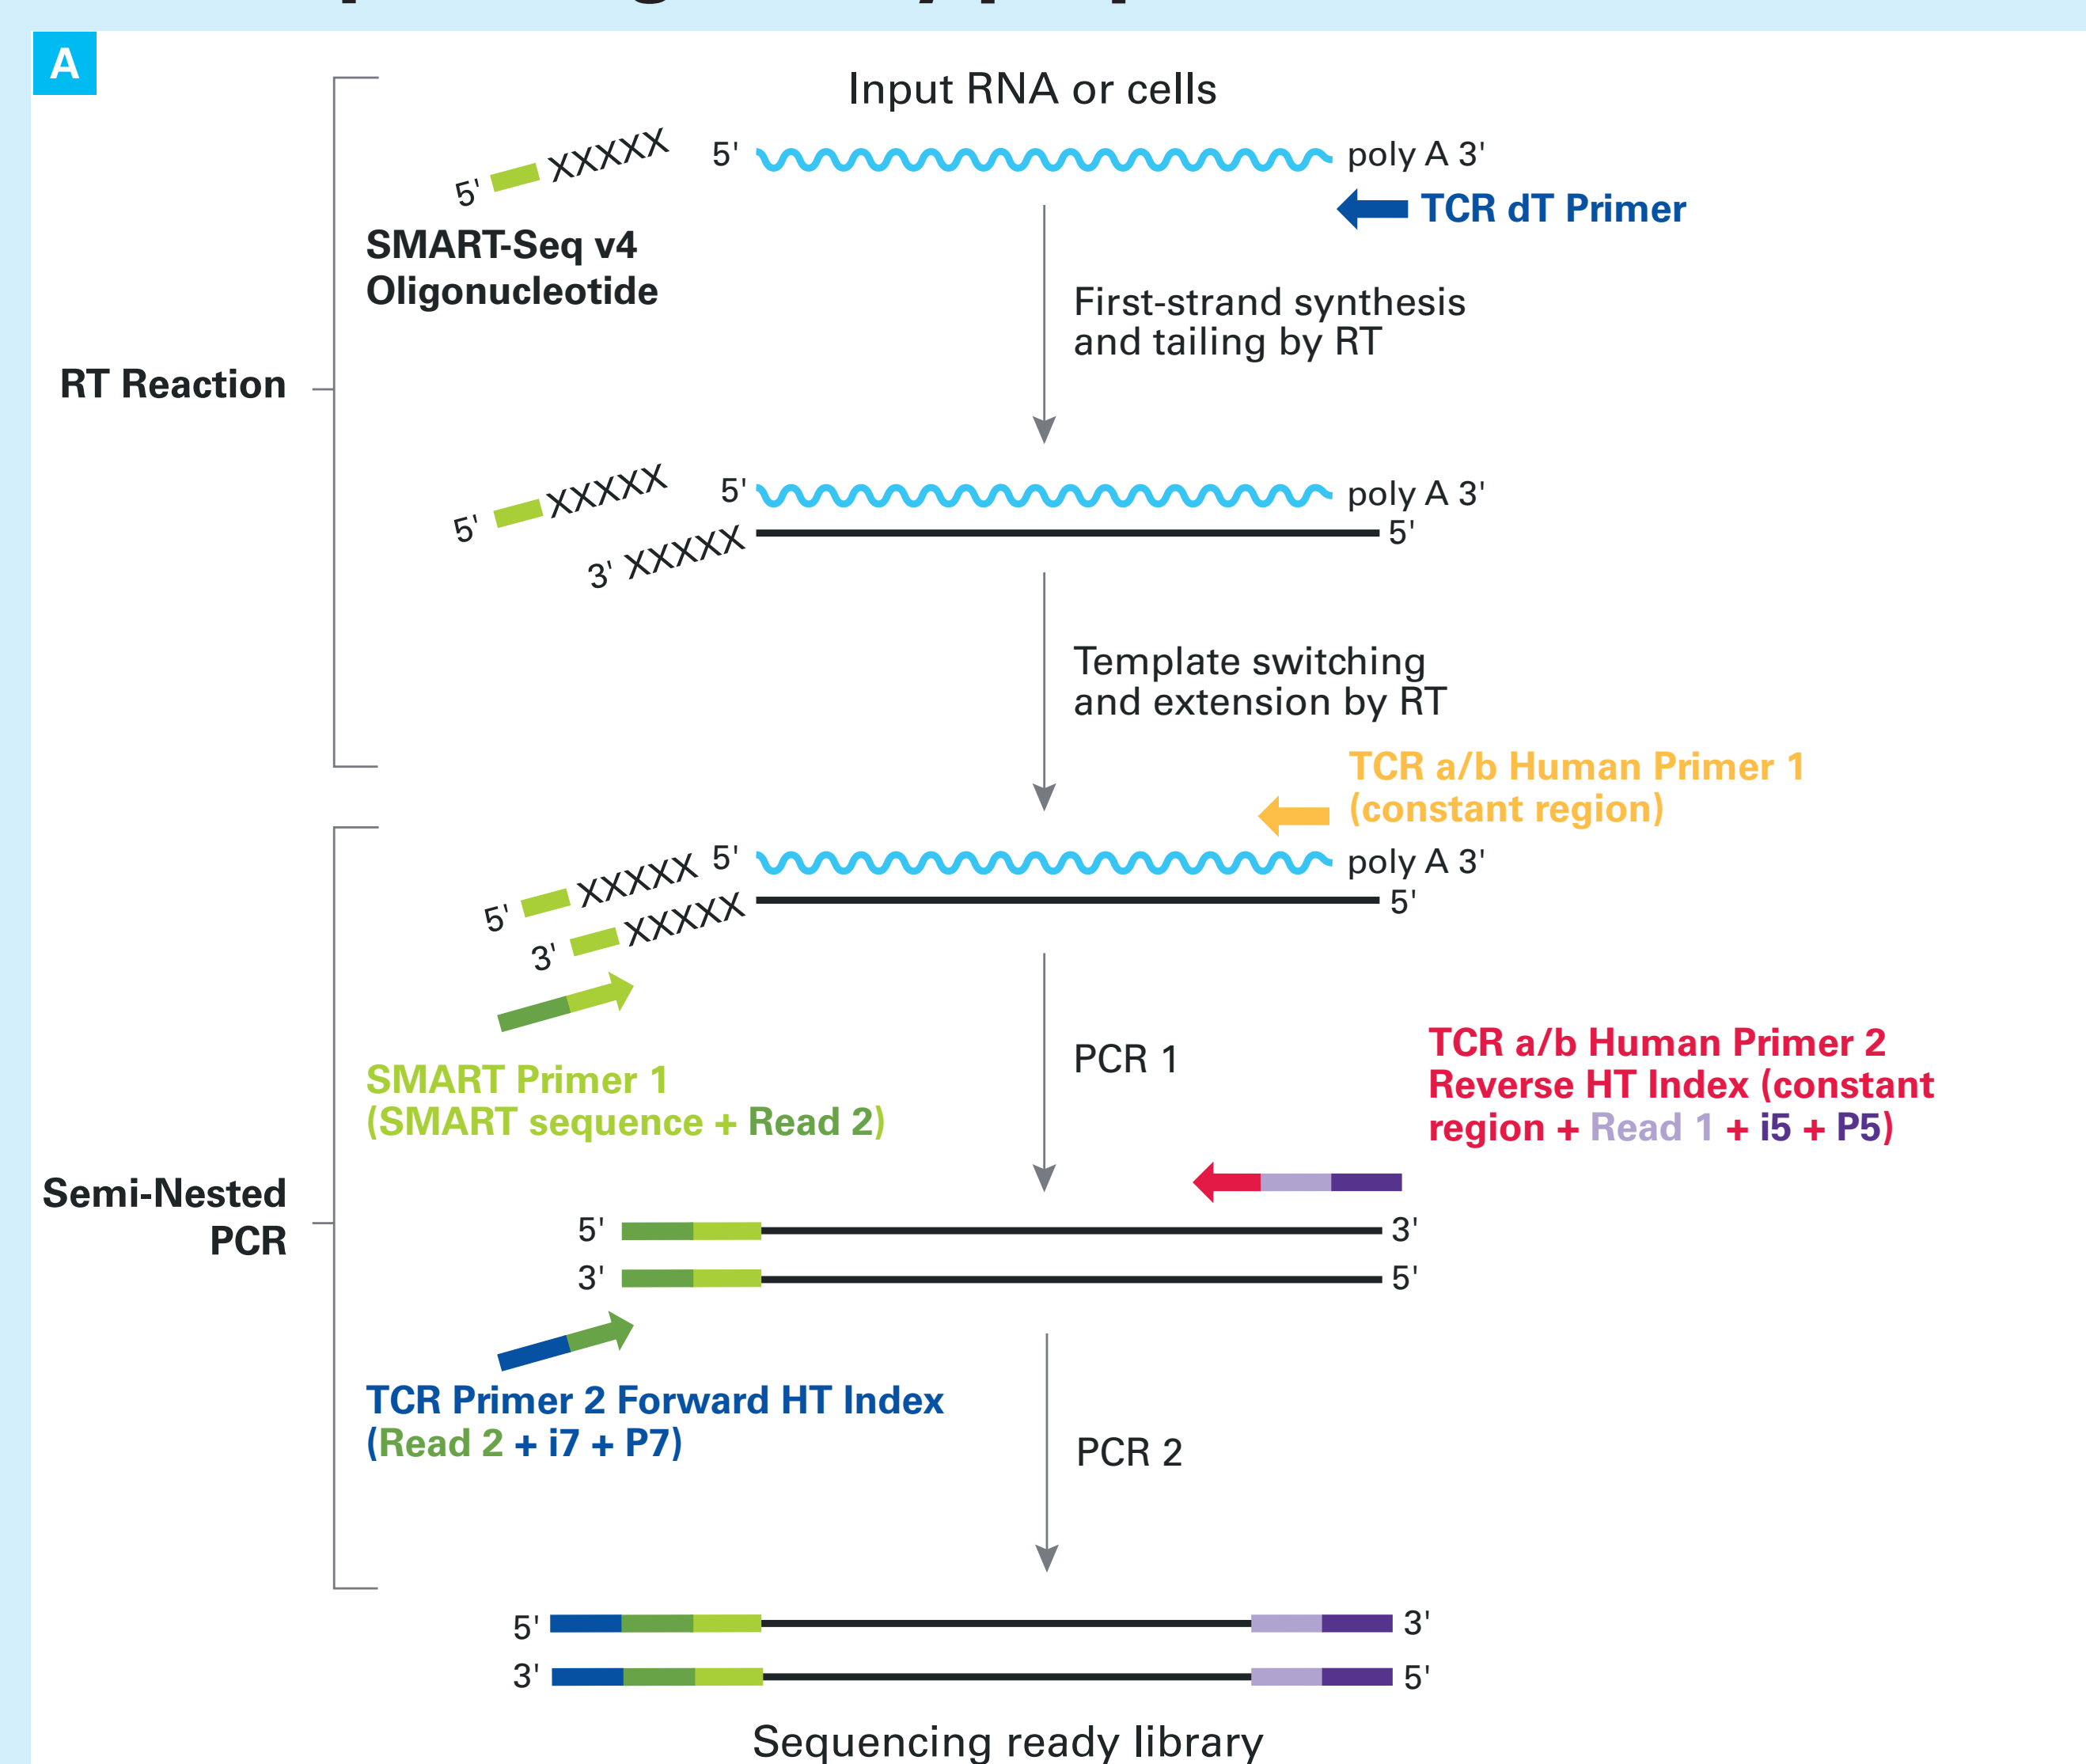 A
Input RNA or cells
5' XXXXX
5'
poly A 3'
TCR dT Primer
SMART-Seq v4
Oligonucleotide
First-strand synthesis
and tailing by RT
RT Reaction
5' XXXXX
5'
poly A 3'
3' XXXXX
5'
Template switching
and extension by RT
TCR a/b Human Primer 1
(constant region)
5' XXXXX
5'
poly A 3'
3' XXXXX
5'
SMART Primer 1
(SMART sequence + Read 2)
PCR 1
TCR a/b Human Primer 2
Reverse HT Index (constant
region + Read 1 + i5 + P5)
Semi-Nested
PCR
5' 3'
3' 5'
TCR Primer 2 Forward HT Index
(Read 2 + i7 + P7)
PCR 2
5' 3'
3' 5'
Sequencing ready library